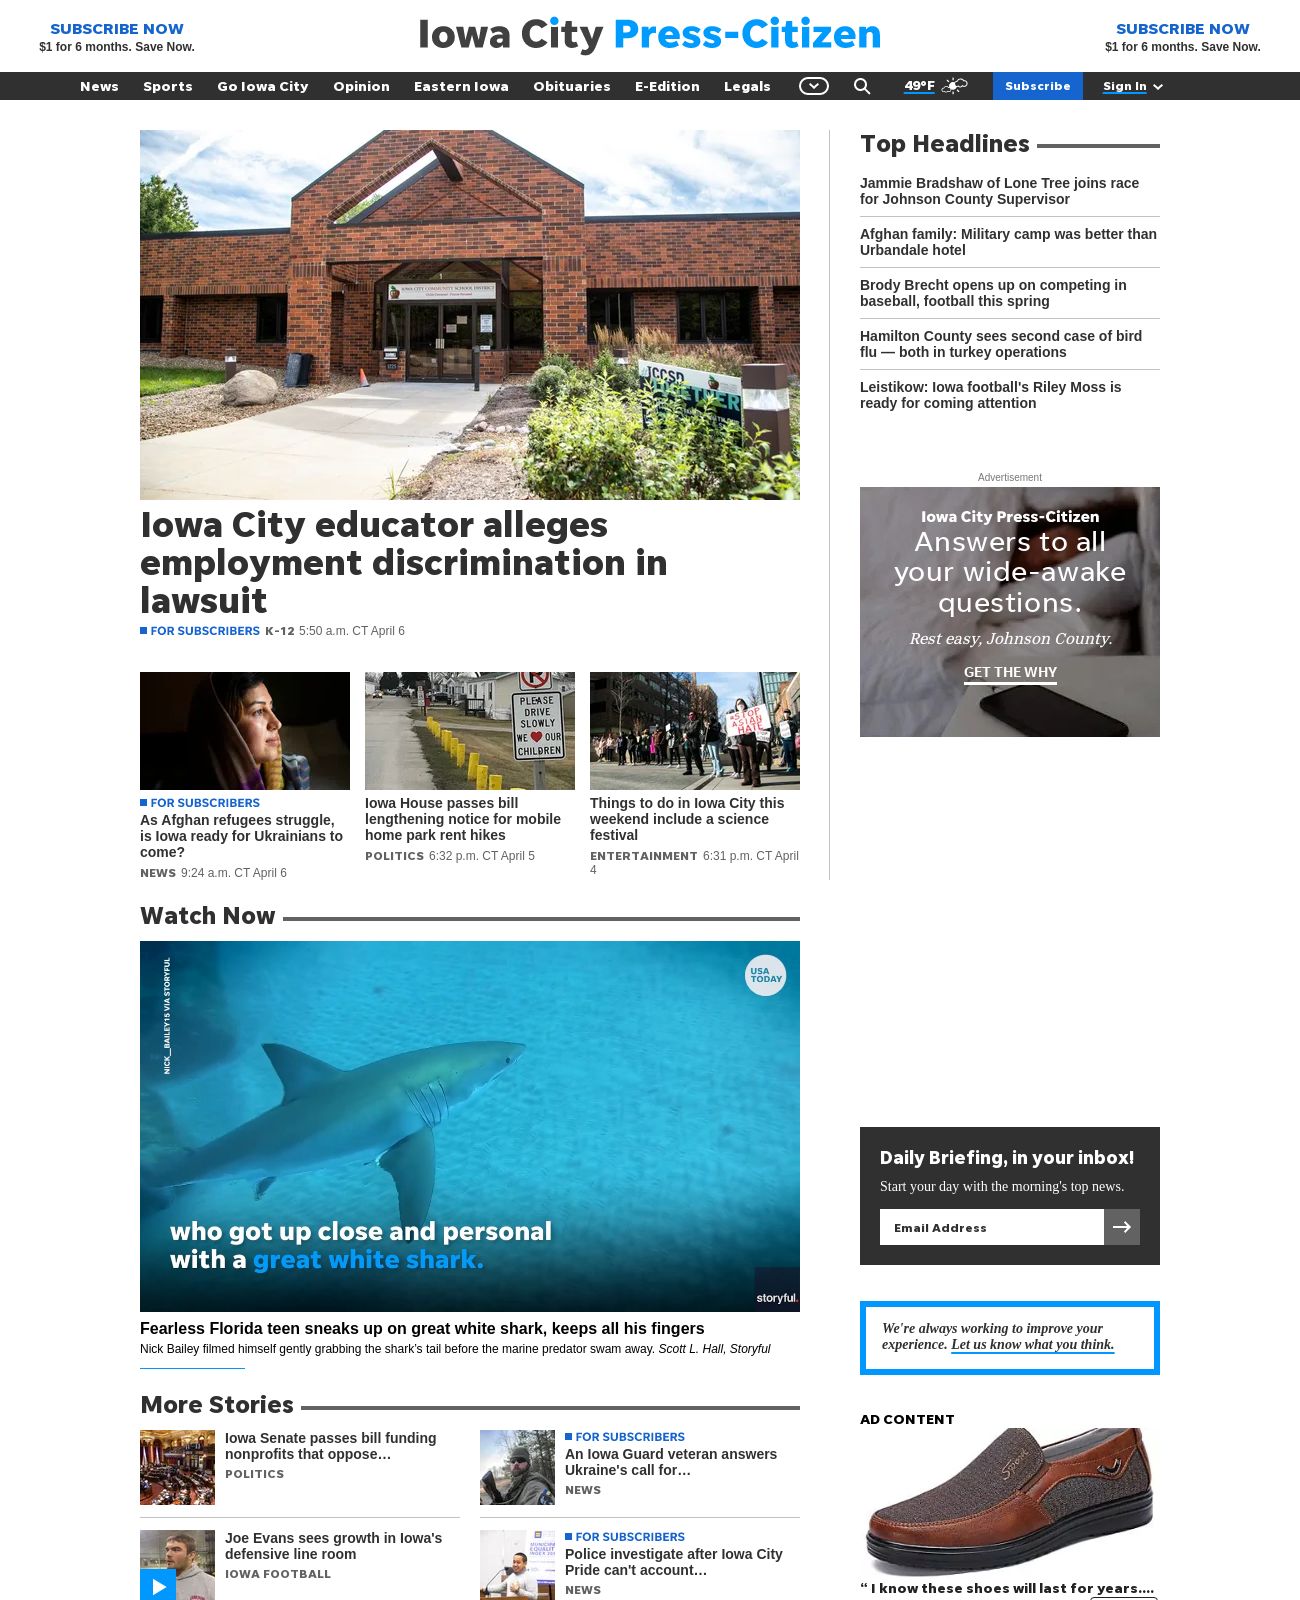 SUBSCRIBE NOW
$1 for 6 months. Save Now.
Iowa City Press-Citizen
SUBSCRIBE NOW
$1 for 6 months. Save Now.
News Sports Go Iowa City Opinion Eastern Iowa Obituaries E-Edition Legals 49°F Subscribe Sign In
IOWA CITY COMMUNITY SCHOOL DISTRICT
ICCSD
Iowa City educator alleges
employment discrimination in
lawsuit
FOR SUBSCRIBERS K-12 5:50 a.m. CT April 6
PLEASE
DRIVE
SLOWLY
WE OUR
CHILDREN
STOP
ASIAN
HATE
FOR SUBSCRIBERS
As Afghan refugees struggle,
is Iowa ready for Ukrainians to
come?
NEWS 9:24 a.m. CT April 6
Iowa House passes bill
lengthening notice for mobile
home park rent hikes
POLITICS 6:32 p.m. CT April 5
Things to do in Iowa City this
weekend include a science
festival
ENTERTAINMENT 6:31 p.m. CT April
4
Top Headlines
Jammie Bradshaw of Lone Tree joins race
for Johnson County Supervisor
Afghan family: Military camp was better than
Urbandale hotel
Brody Brecht opens up on competing in
baseball, football this spring
Hamilton County sees second case of bird
flu — both in turkey operations
Leistikow: Iowa football's Riley Moss is
ready for coming attention
Advertisement
Iowa City Press-Citizen
Answers to all
your wide-awake
questions.
Rest easy, Johnson County.
GET THE WHY
Watch Now
NICK_BAILEY15 VIA STORYFUL
USA
TODAY
who got up close and personal
with a great white shark.
storyful.
Fearless Florida teen sneaks up on great white shark, keeps all his fingers
Nick Bailey filmed himself gently grabbing the shark's tail before the marine predator swam away. Scott L. Hall, Storyful
Daily Briefing, in your inbox!
Start your day with the morning's top news.
Email Address
We're always working to improve your
experience. Let us know what you think.
More Stories
Iowa Senate passes bill funding
nonprofits that oppose…
POLITICS
FOR SUBSCRIBERS
An Iowa Guard veteran answers
Ukraine's call for…
NEWS
Joe Evans sees growth in Iowa's
defensive line room
IOWA FOOTBALL
FOR SUBSCRIBERS
Police investigate after Iowa City
Pride can't account…
NEWS
AD CONTENT
“ I know these shoes will last for years....